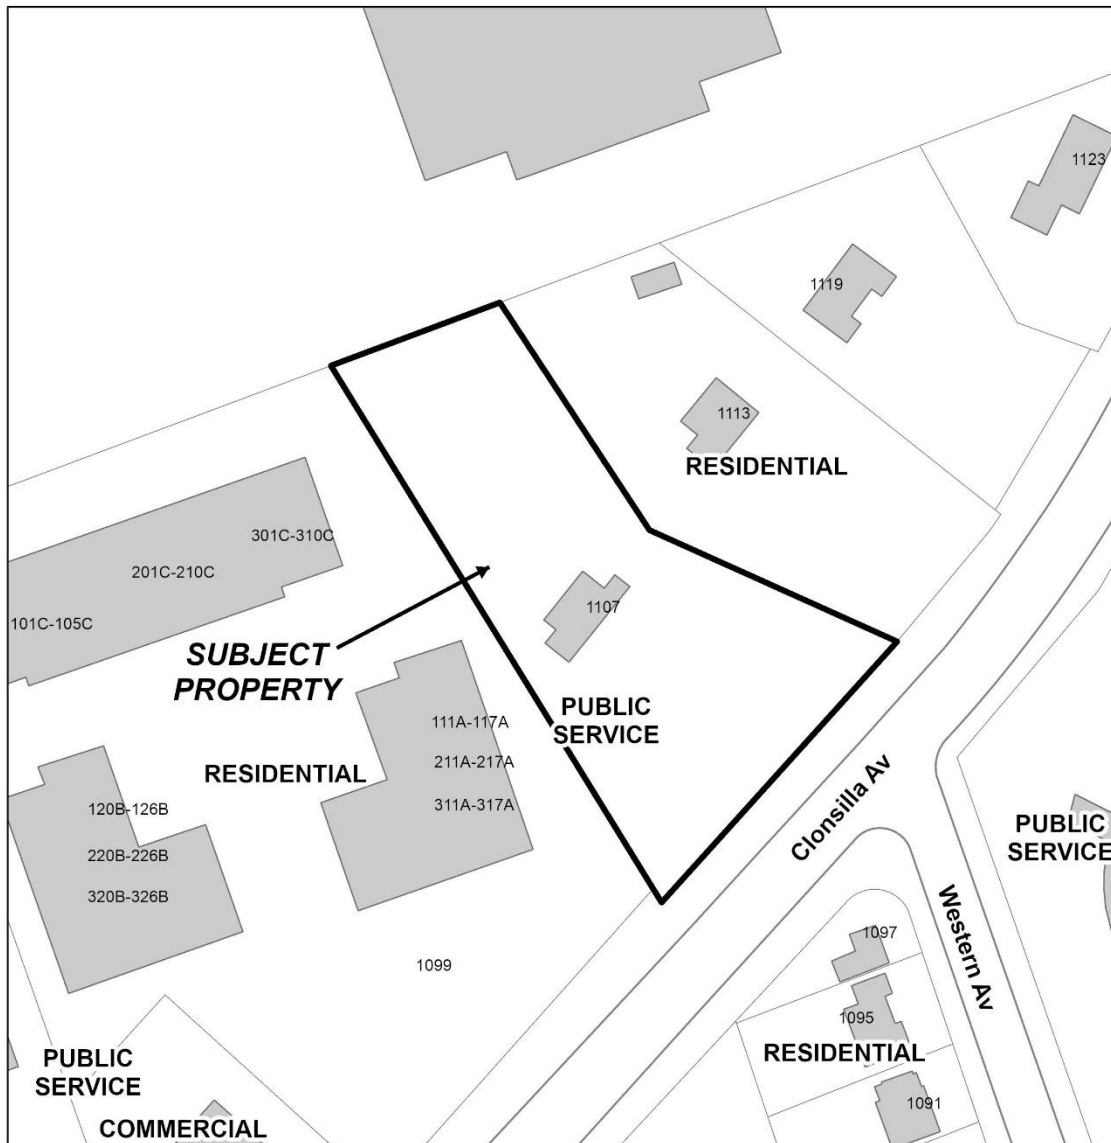 1123
1119
1113
RESIDENTIAL
301C-310C
201C-210C
101C-105C
1107
SUBJECT
PROPERTY
PUBLIC
SERVICE
111A-117A
211A-217A
311A-317A
RESIDENTIAL
120B-126B
220B-226B
320B-326B
Clonsilla Av
PUBLIC
SERVICE
Western Av
1097
1099
1095
RESIDENTIAL
PUBLIC
SERVICE
1091
COMMERCIAL